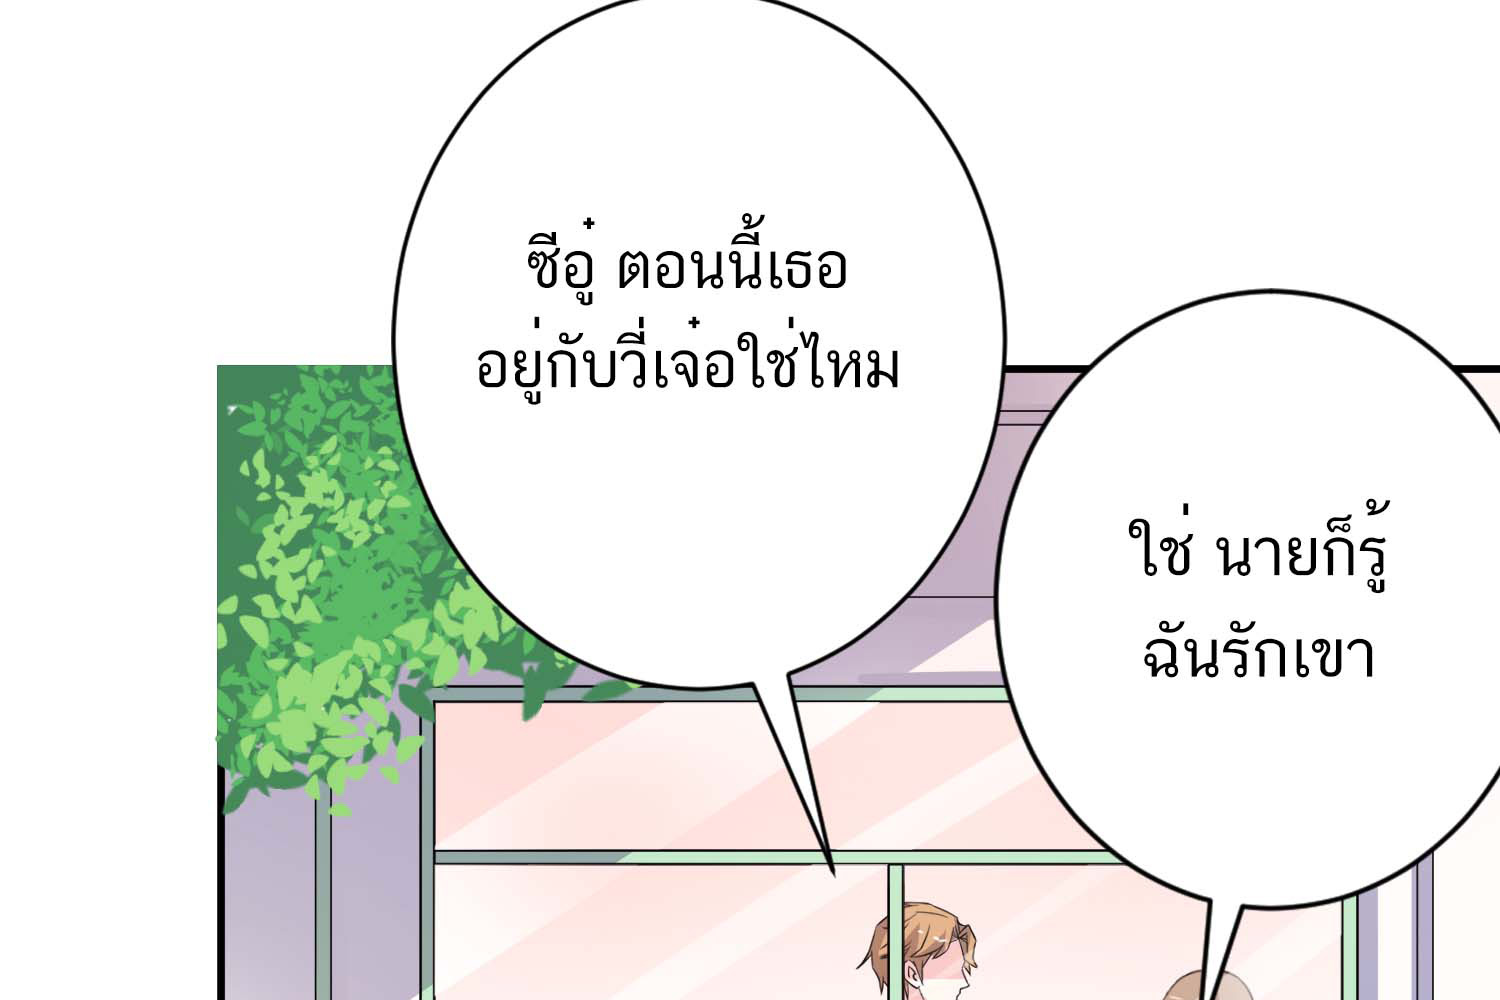 ซีอู๋ ตอนนี้เธอ
อยู่กับวี่เจ๋อใช่ไหม
ใช่ นายก็รู้
ฉันรักเขา